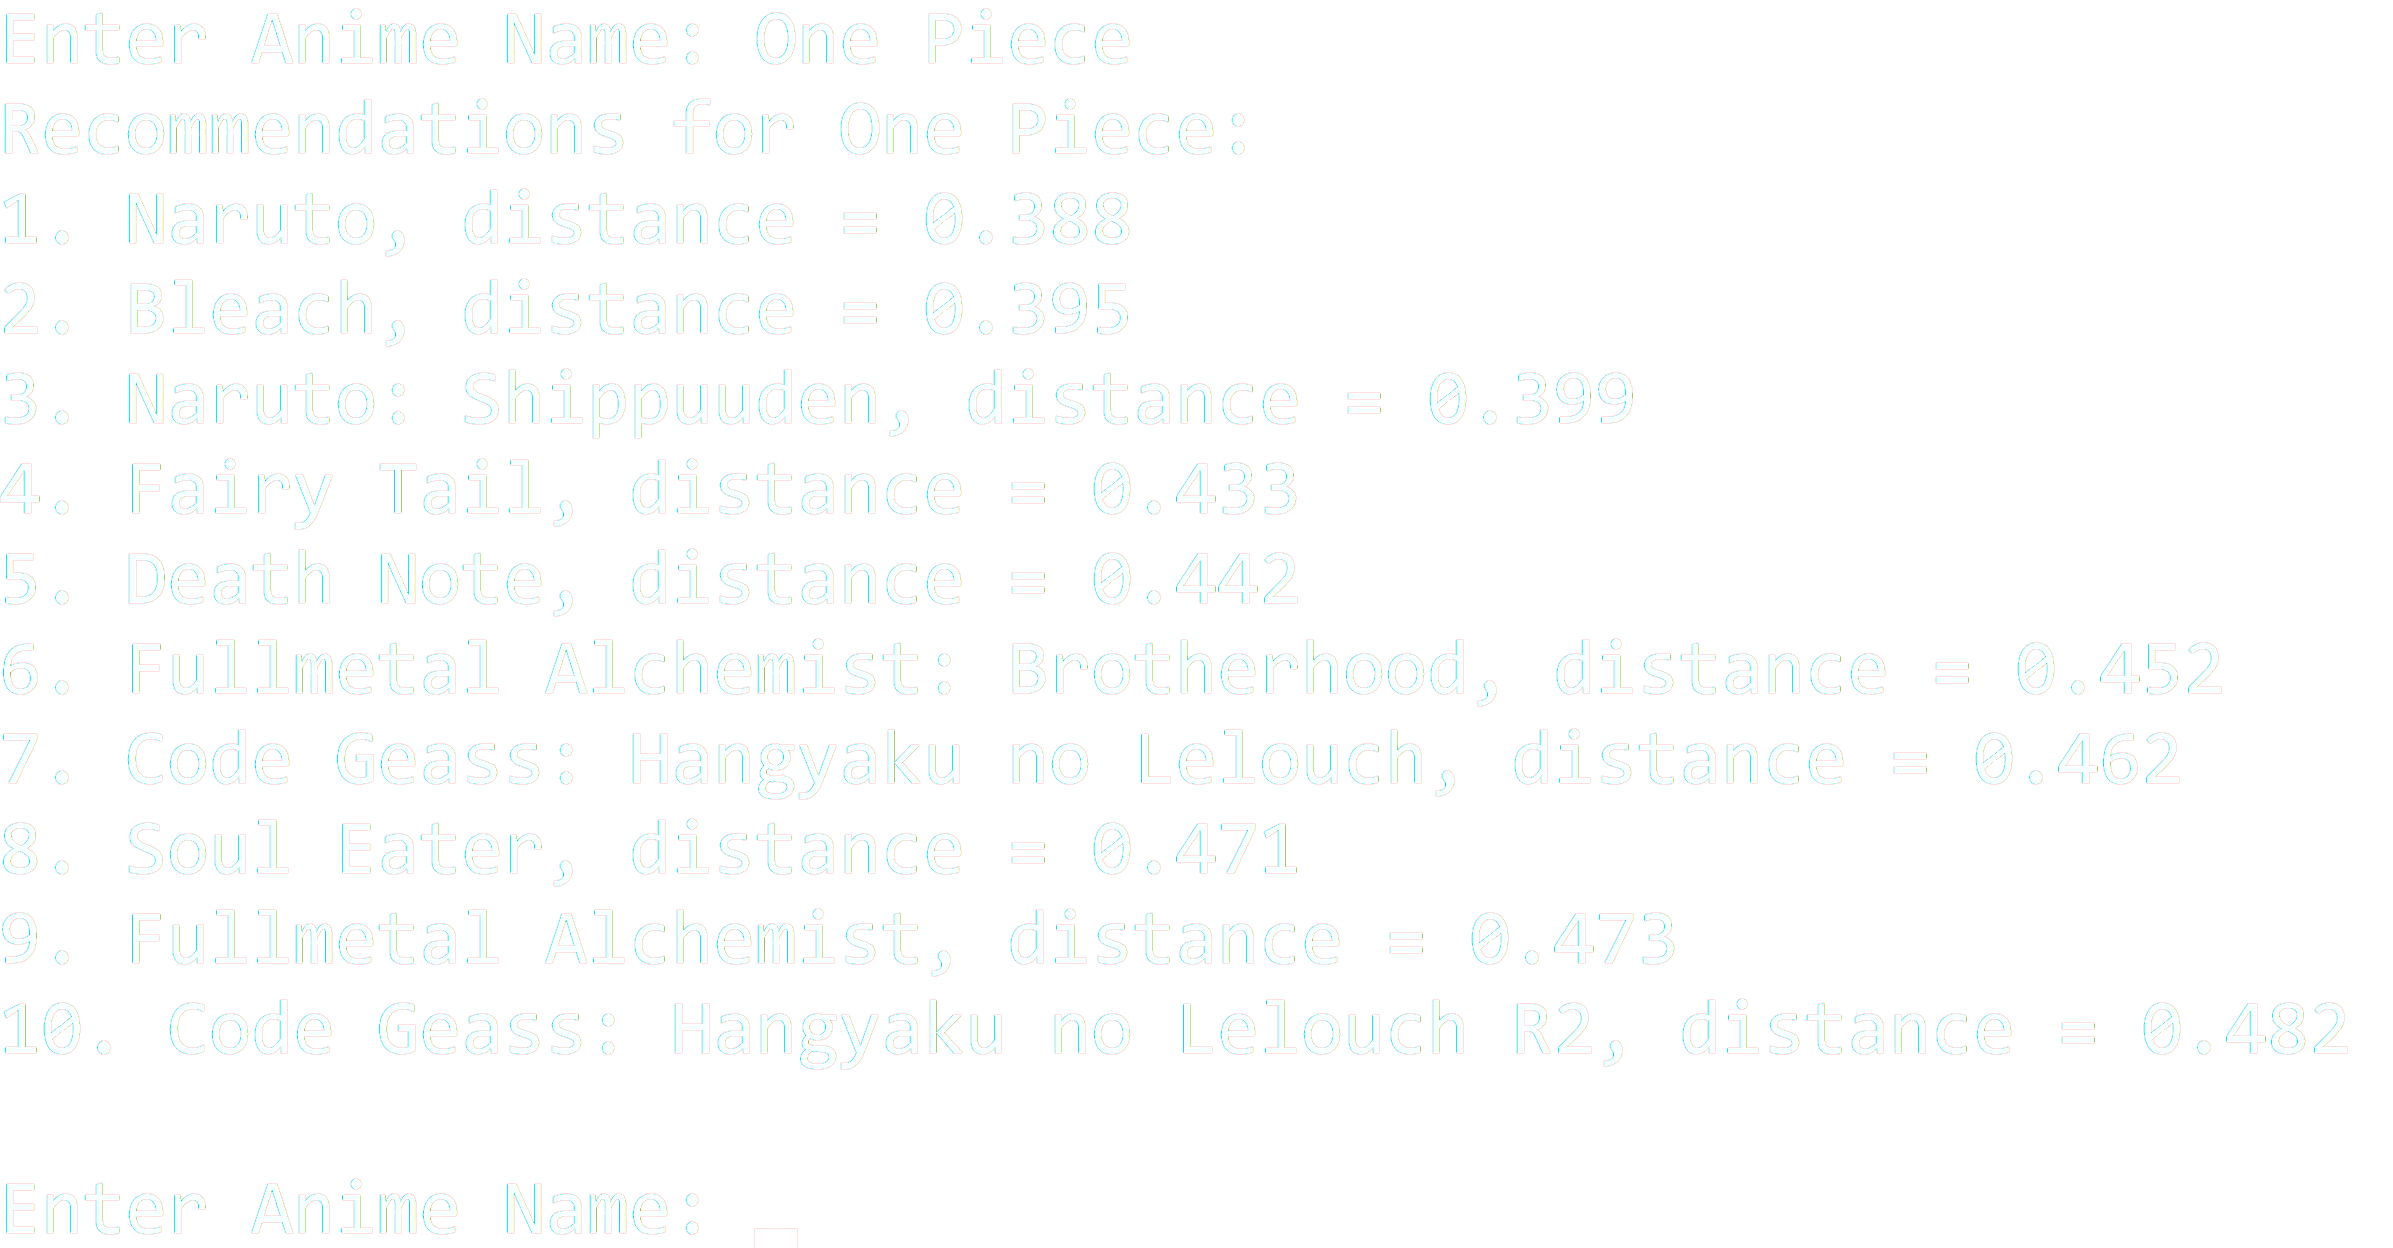 Enter Anime Name: One Piece
Recommendations for One Piece:
1. Naruto, distance = 0.388
2. Bleach, distance = 0.395
3. Naruto: Shippuuden, distance = 0.399
4. Fairy Tail, distance = 0.433
5. Death Note, distance = 0.442
6. Fullmetal Alchemist: Brotherhood, distance = 0.452
7. Code Geass: Hangyaku no Lelouch, distance = 0.462
8. Soul Eater, distance = 0.471
9. Fullmetal Alchemist, distance = 0.473
10. Code Geass: Hangyaku no Lelouch R2, distance = 0.482
Enter Anime Name: